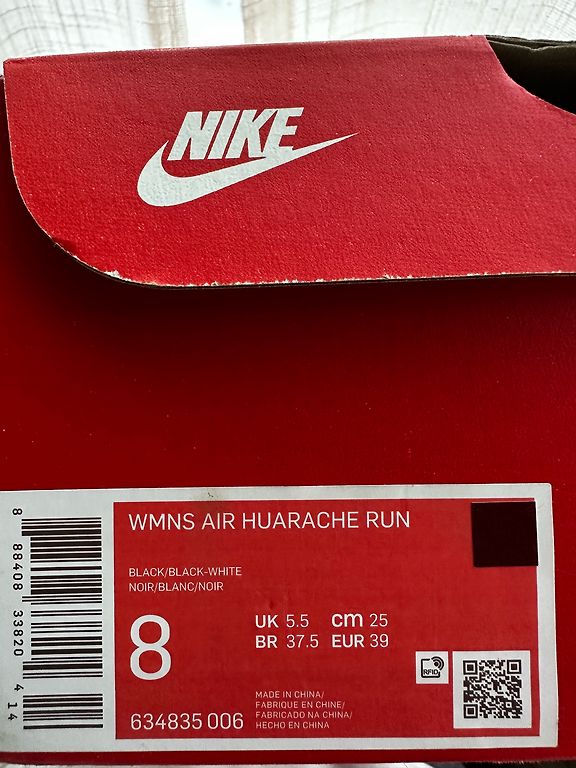 NIKE
WMNS AIR HUARACHE RUN
BLACK/BLACK-WHITE
NOIR/BLANC/NOIR
8
UK 5.5 cm 25
BR 37.5 EUR 39
RFID
634835 006
MADE IN CHINA/
FABRIQUE EN CHINE/
FABRICADO NA CHINA/
HECHO EN CHINA
8 88408 33820 4 14